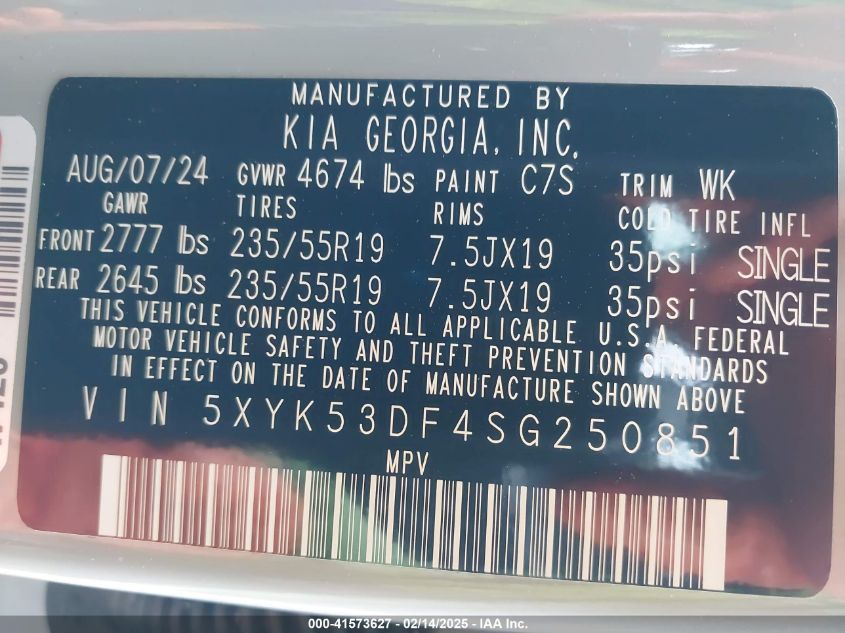 MANUFACTURED BY
KIA GEORGIA, INC.
AUG/07/24 GVWR 4674 lbs PAINT C7S TRIM WK
GAWR TIRES RIMS COLD TIRE INFL
FRONT 2777 lbs 235/55R19 7.5JX19 35psi SINGLE
REAR 2645 lbs 235/55R19 7.5JX19 35psi SINGLE
THIS VEHICLE CONFORMS TO ALL APPLICABLE U.S.A. FEDERAL
MOTOR VEHICLE SAFETY AND THEFT PREVENTION STANDARDS
IN EFFECT ON THE DATE OF MANUFACTURE SHOWN ABOVE
VIN 5XYK53DF4SG250851
MPV
000-41573627 - 02/14/2025 - IAA Inc.